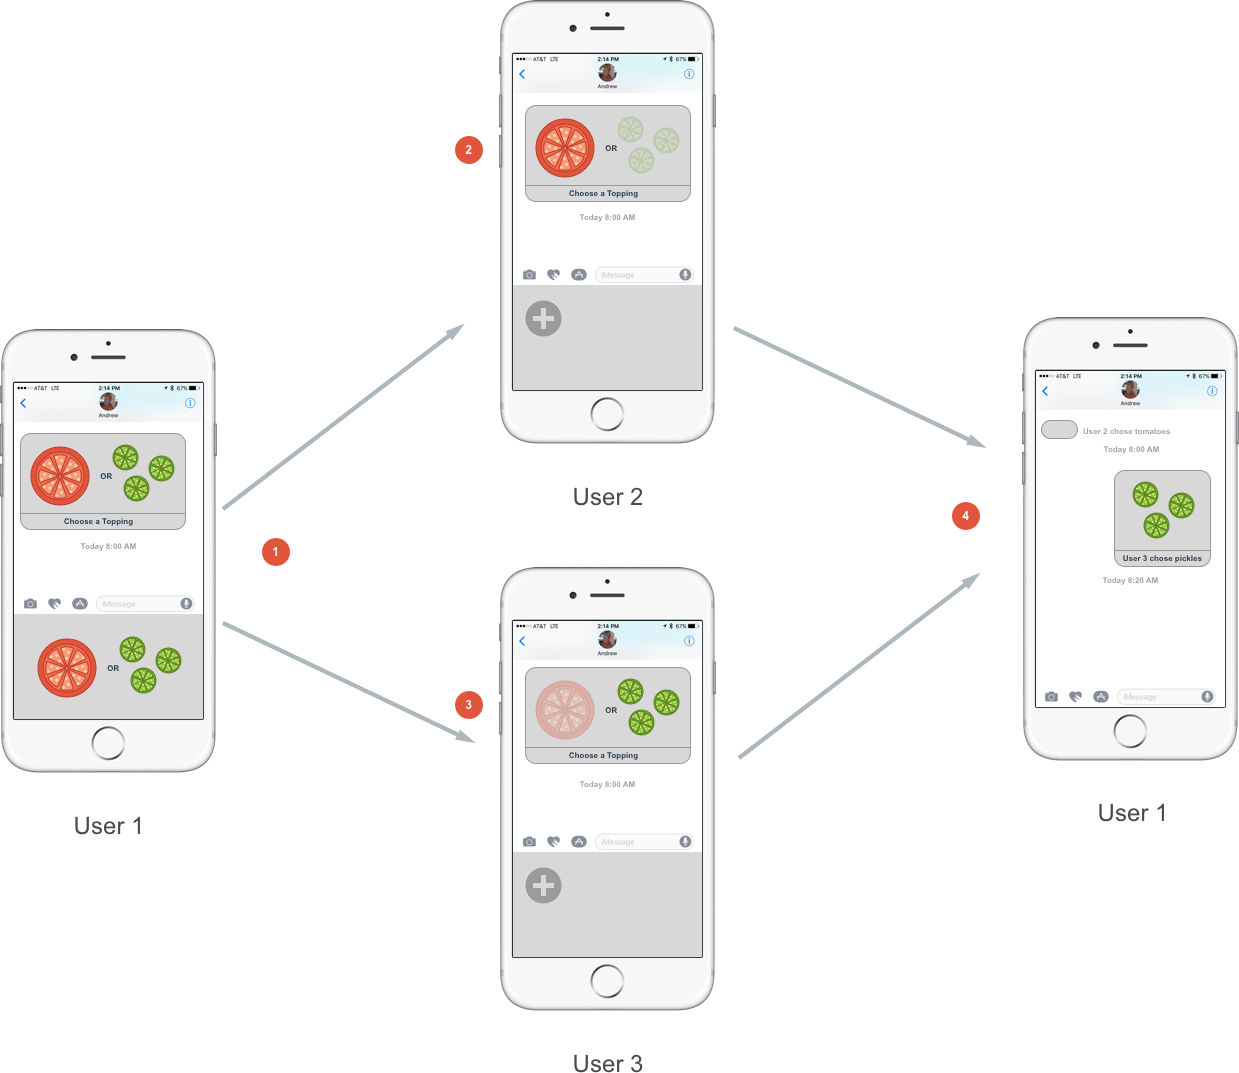 ●●●○○ AT&T LTE 2:14 PM 67%
Andrew
OR
Choose a Topping
Today 8:00 AM
iMessage
OR
User 1
1
2
●●●○○ AT&T LTE 2:14 PM 67%
Andrew
OR
Choose a Topping
Today 8:00 AM
iMessage
User 2
3
●●●○○ AT&T LTE 2:14 PM 67%
Andrew
OR
Choose a Topping
Today 8:00 AM
iMessage
User 3
4
●●●○○ AT&T LTE 2:14 PM 67%
Andrew
User 2 chose tomatoes
Today 8:00 AM
User 3 chose pickles
Today 8:20 AM
iMessage
User 1